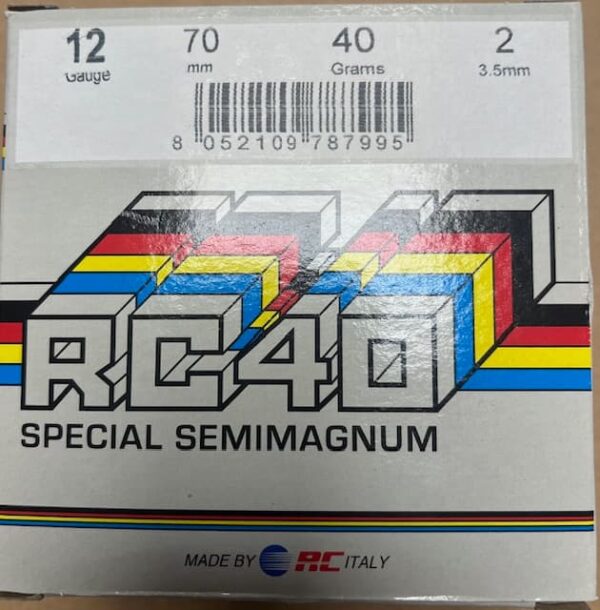 12 70 40 2
Gauge mm Grams 3.5mm
8 052109 787995
RC40
SPECIAL SEMIMAGNUM
MADE BY RC ITALY